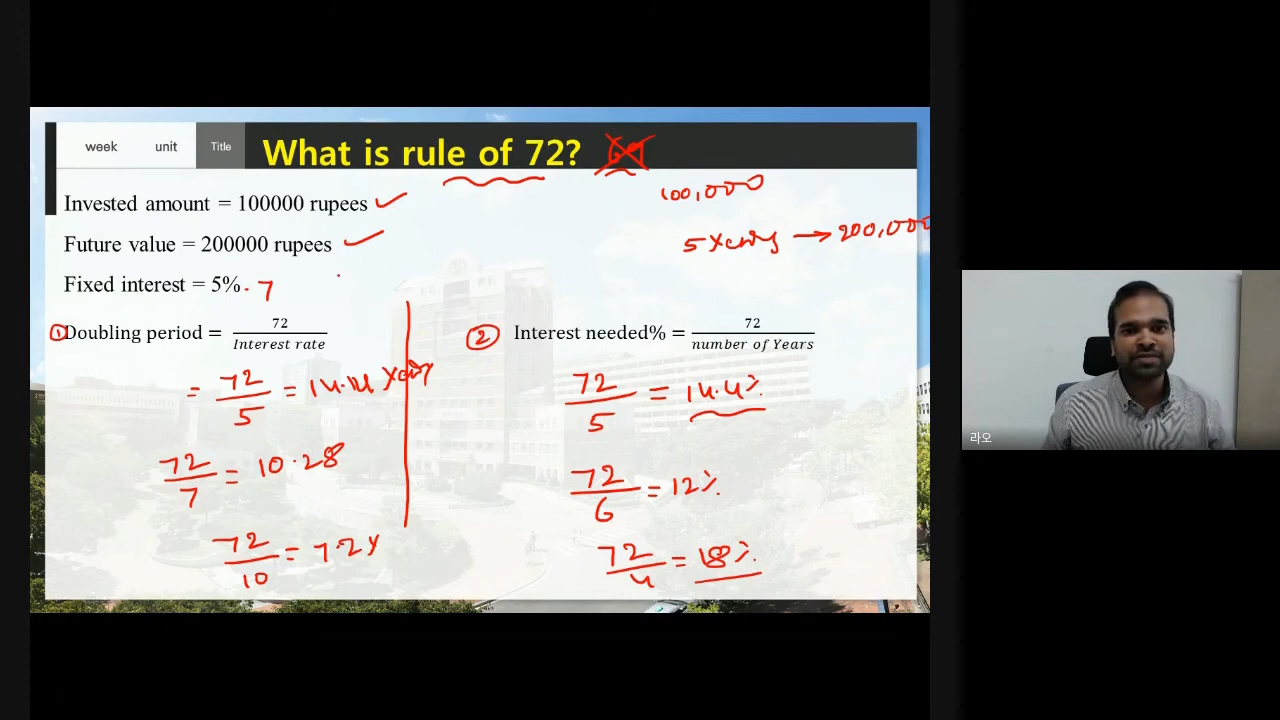 week unit Title What is rule of 72?
100,000
Invested amount = 100000 rupees
5 Years → 200,000
Future value = 200000 rupees
Fixed interest = 5% . 7
① Doubling period = 72 / Interest rate
② Interest needed% = 72 / number of Years
= 72 / 5 = 14.4 Years
72 / 5 = 14.4%
72 / 7 = 10.28
72 / 6 = 12%
72 / 10 = 7.2 Y
72 / 4 = 18%
라오